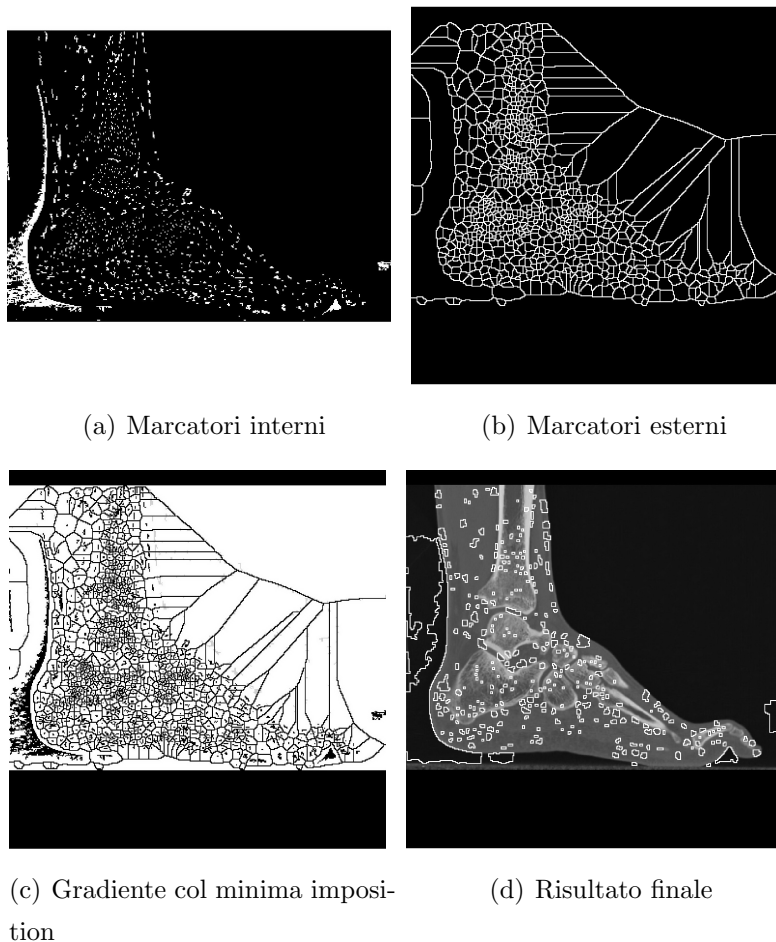 (a) Marcatori interni
(b) Marcatori esterni
(c) Gradiente col minima imposi-
tion
(d) Risultato finale